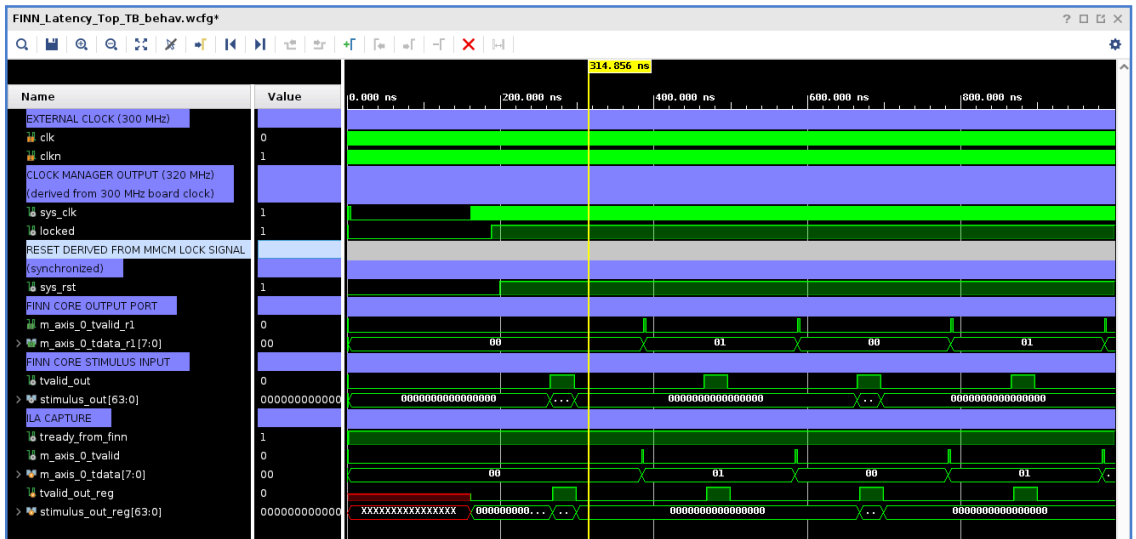 FINN_Latency_Top_TB_behav.wcfg*
314.856 ns
Name Value 0.000 ns 200.000 ns 400.000 ns 600.000 ns 800.000 ns
EXTERNAL CLOCK (300 MHz)
clk 0
clkn 1
CLOCK MANAGER OUTPUT (320 MHz)
(derived from 300 MHz board clock)
sys_clk 1
locked 1
RESET DERIVED FROM MMCM LOCK SIGNAL
(synchronized)
sys_rst 1
FINN CORE OUTPUT PORT
m_axis_0_tvalid_r1 0
m_axis_0_tdata_r1[7:0] 00 00 01 00 01
FINN CORE STIMULUS INPUT
tvalid_out 0
stimulus_out[63:0] 000000000000 0000000000000000 ... 0000000000000000 .. 0000000000000000
ILA CAPTURE
tready_from_finn 1
m_axis_0_tvalid 0
m_axis_0_tdata[7:0] 00 00 01 00 01 .
tvalid_out_reg 0
stimulus_out_reg[63:0] 000000000000 XXXXXXXXXXXXXXXX 000000000... .. 0000000000000000 .. 0000000000000000